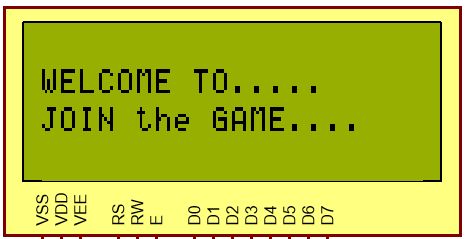 WELCOME TO.....
JOIN the GAME....
VSS VDD VEE RS RW E D0 D1 D2 D3 D4 D5 D6 D7